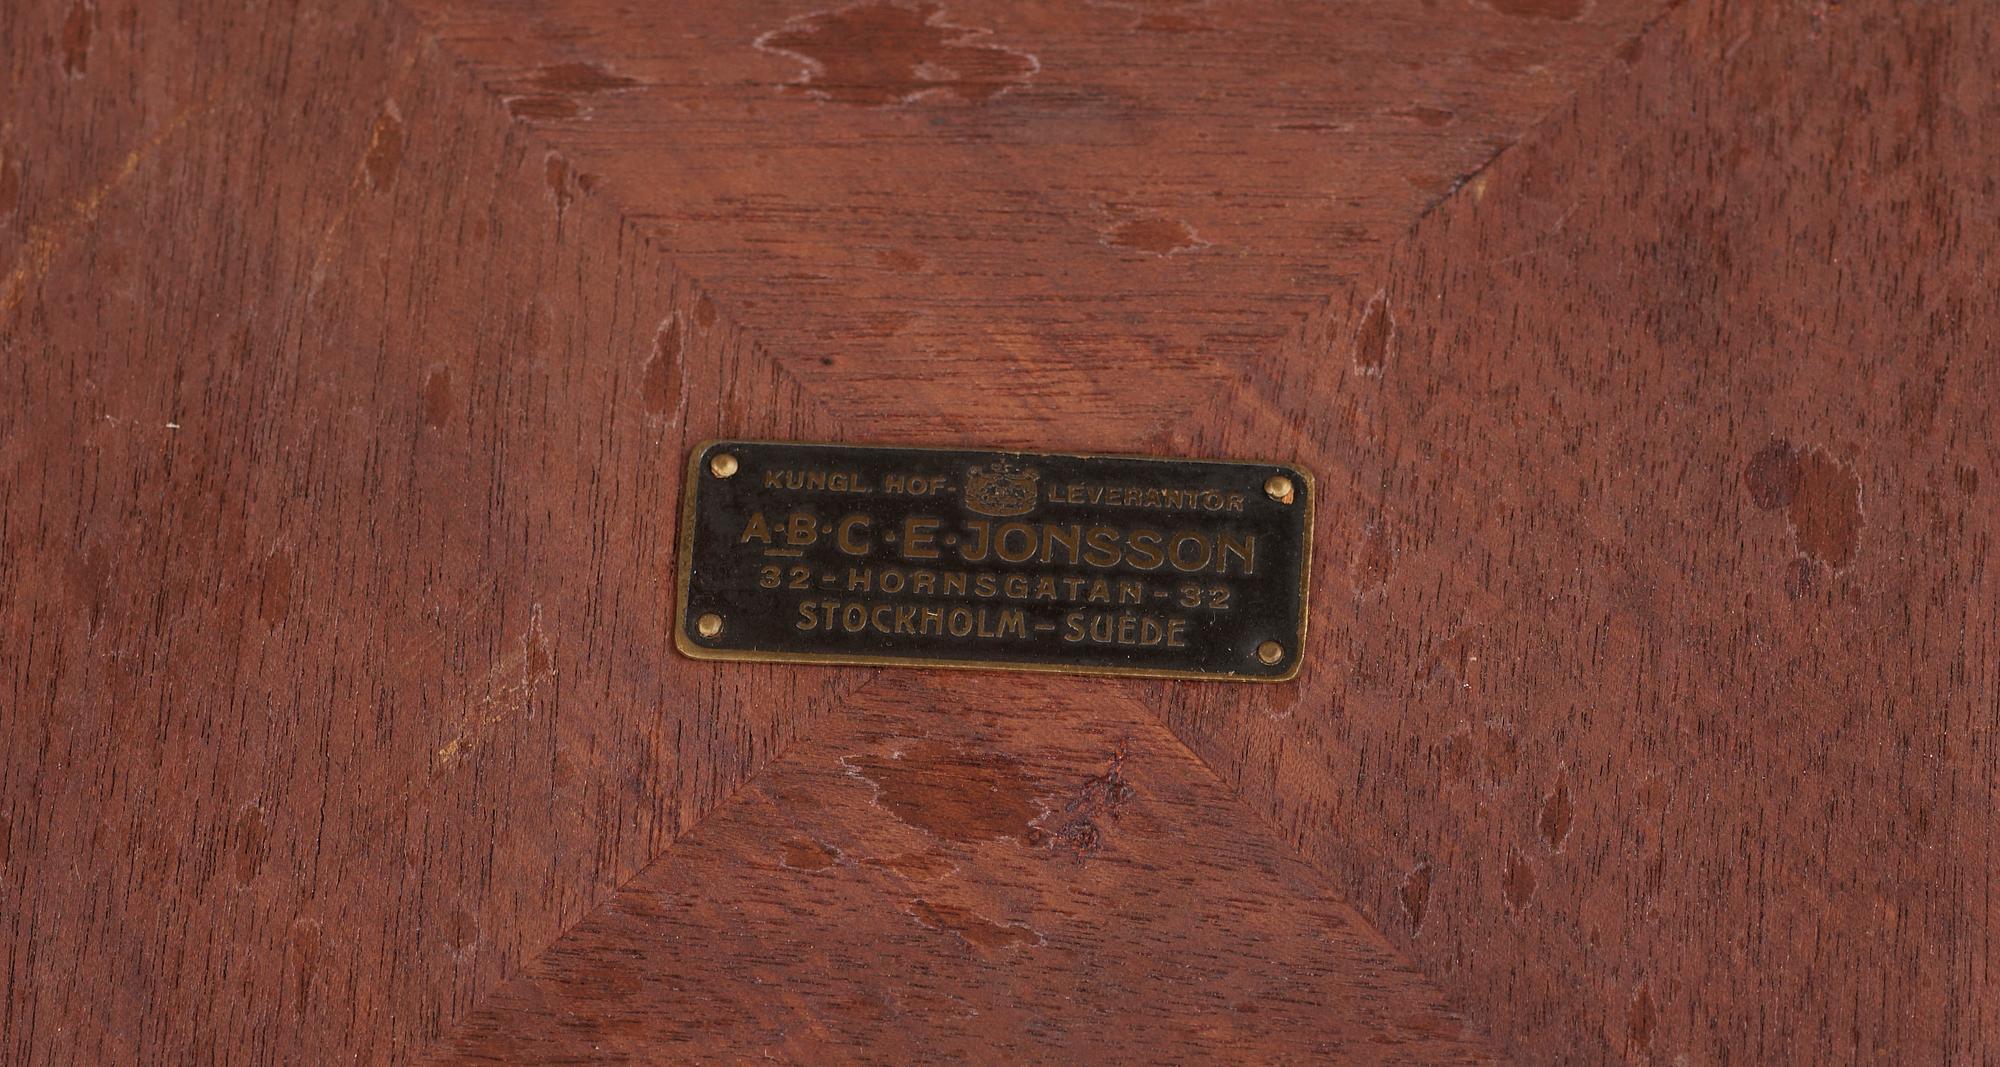 KUNGL. HOF-LEVERANTÖR
A·B·C·E·JONSSON
32-HORNSGATAN-32
STOCKHOLM-SUÈDE